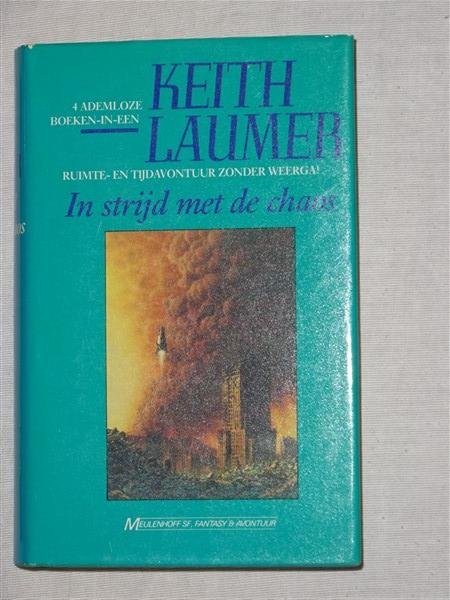 4 ADEMLOZE
BOEKEN-IN-EEN
KEITH
LAUMER
RUIMTE- EN TIJDAVONTUUR ZONDER WEERGA!
In strijd met de chaos
MEULENHOFF SF, FANTASY & AVONTUUR